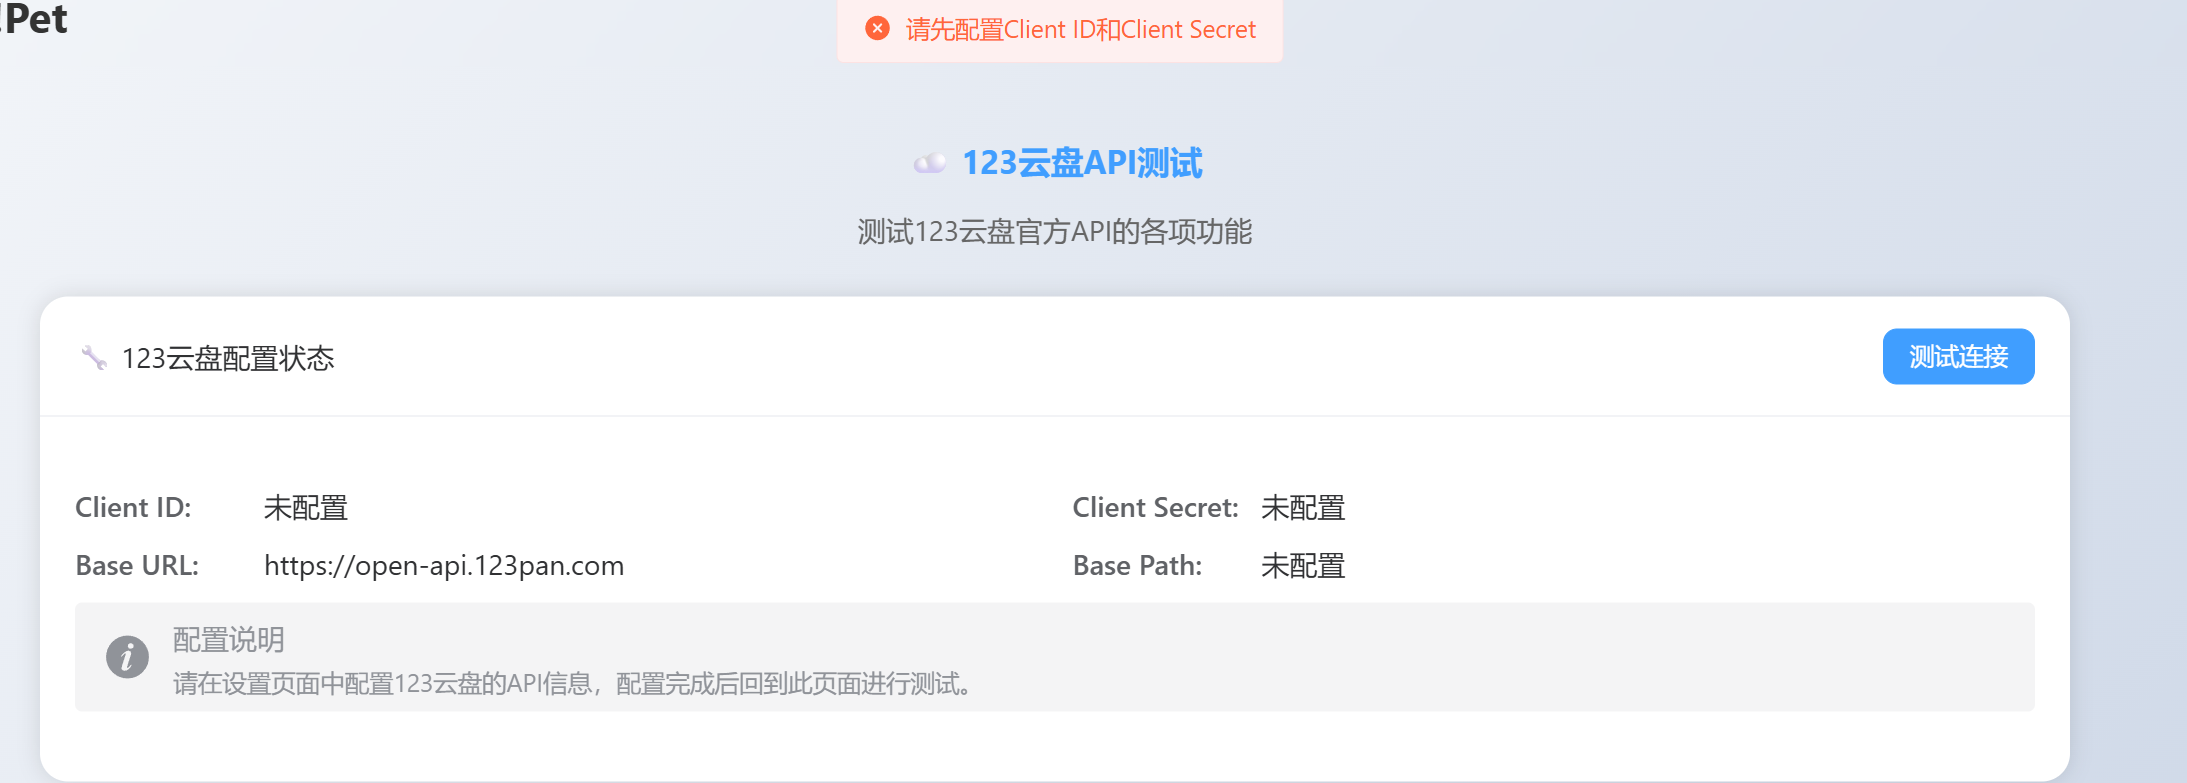 !Pet
请先配置Client ID和Client Secret
123云盘API测试
测试123云盘官方API的各项功能
123云盘配置状态
测试连接
Client ID: 未配置
Client Secret: 未配置
Base URL: https://open-api.123pan.com
Base Path: 未配置
配置说明
请在设置页面中配置123云盘的API信息，配置完成后回到此页面进行测试。